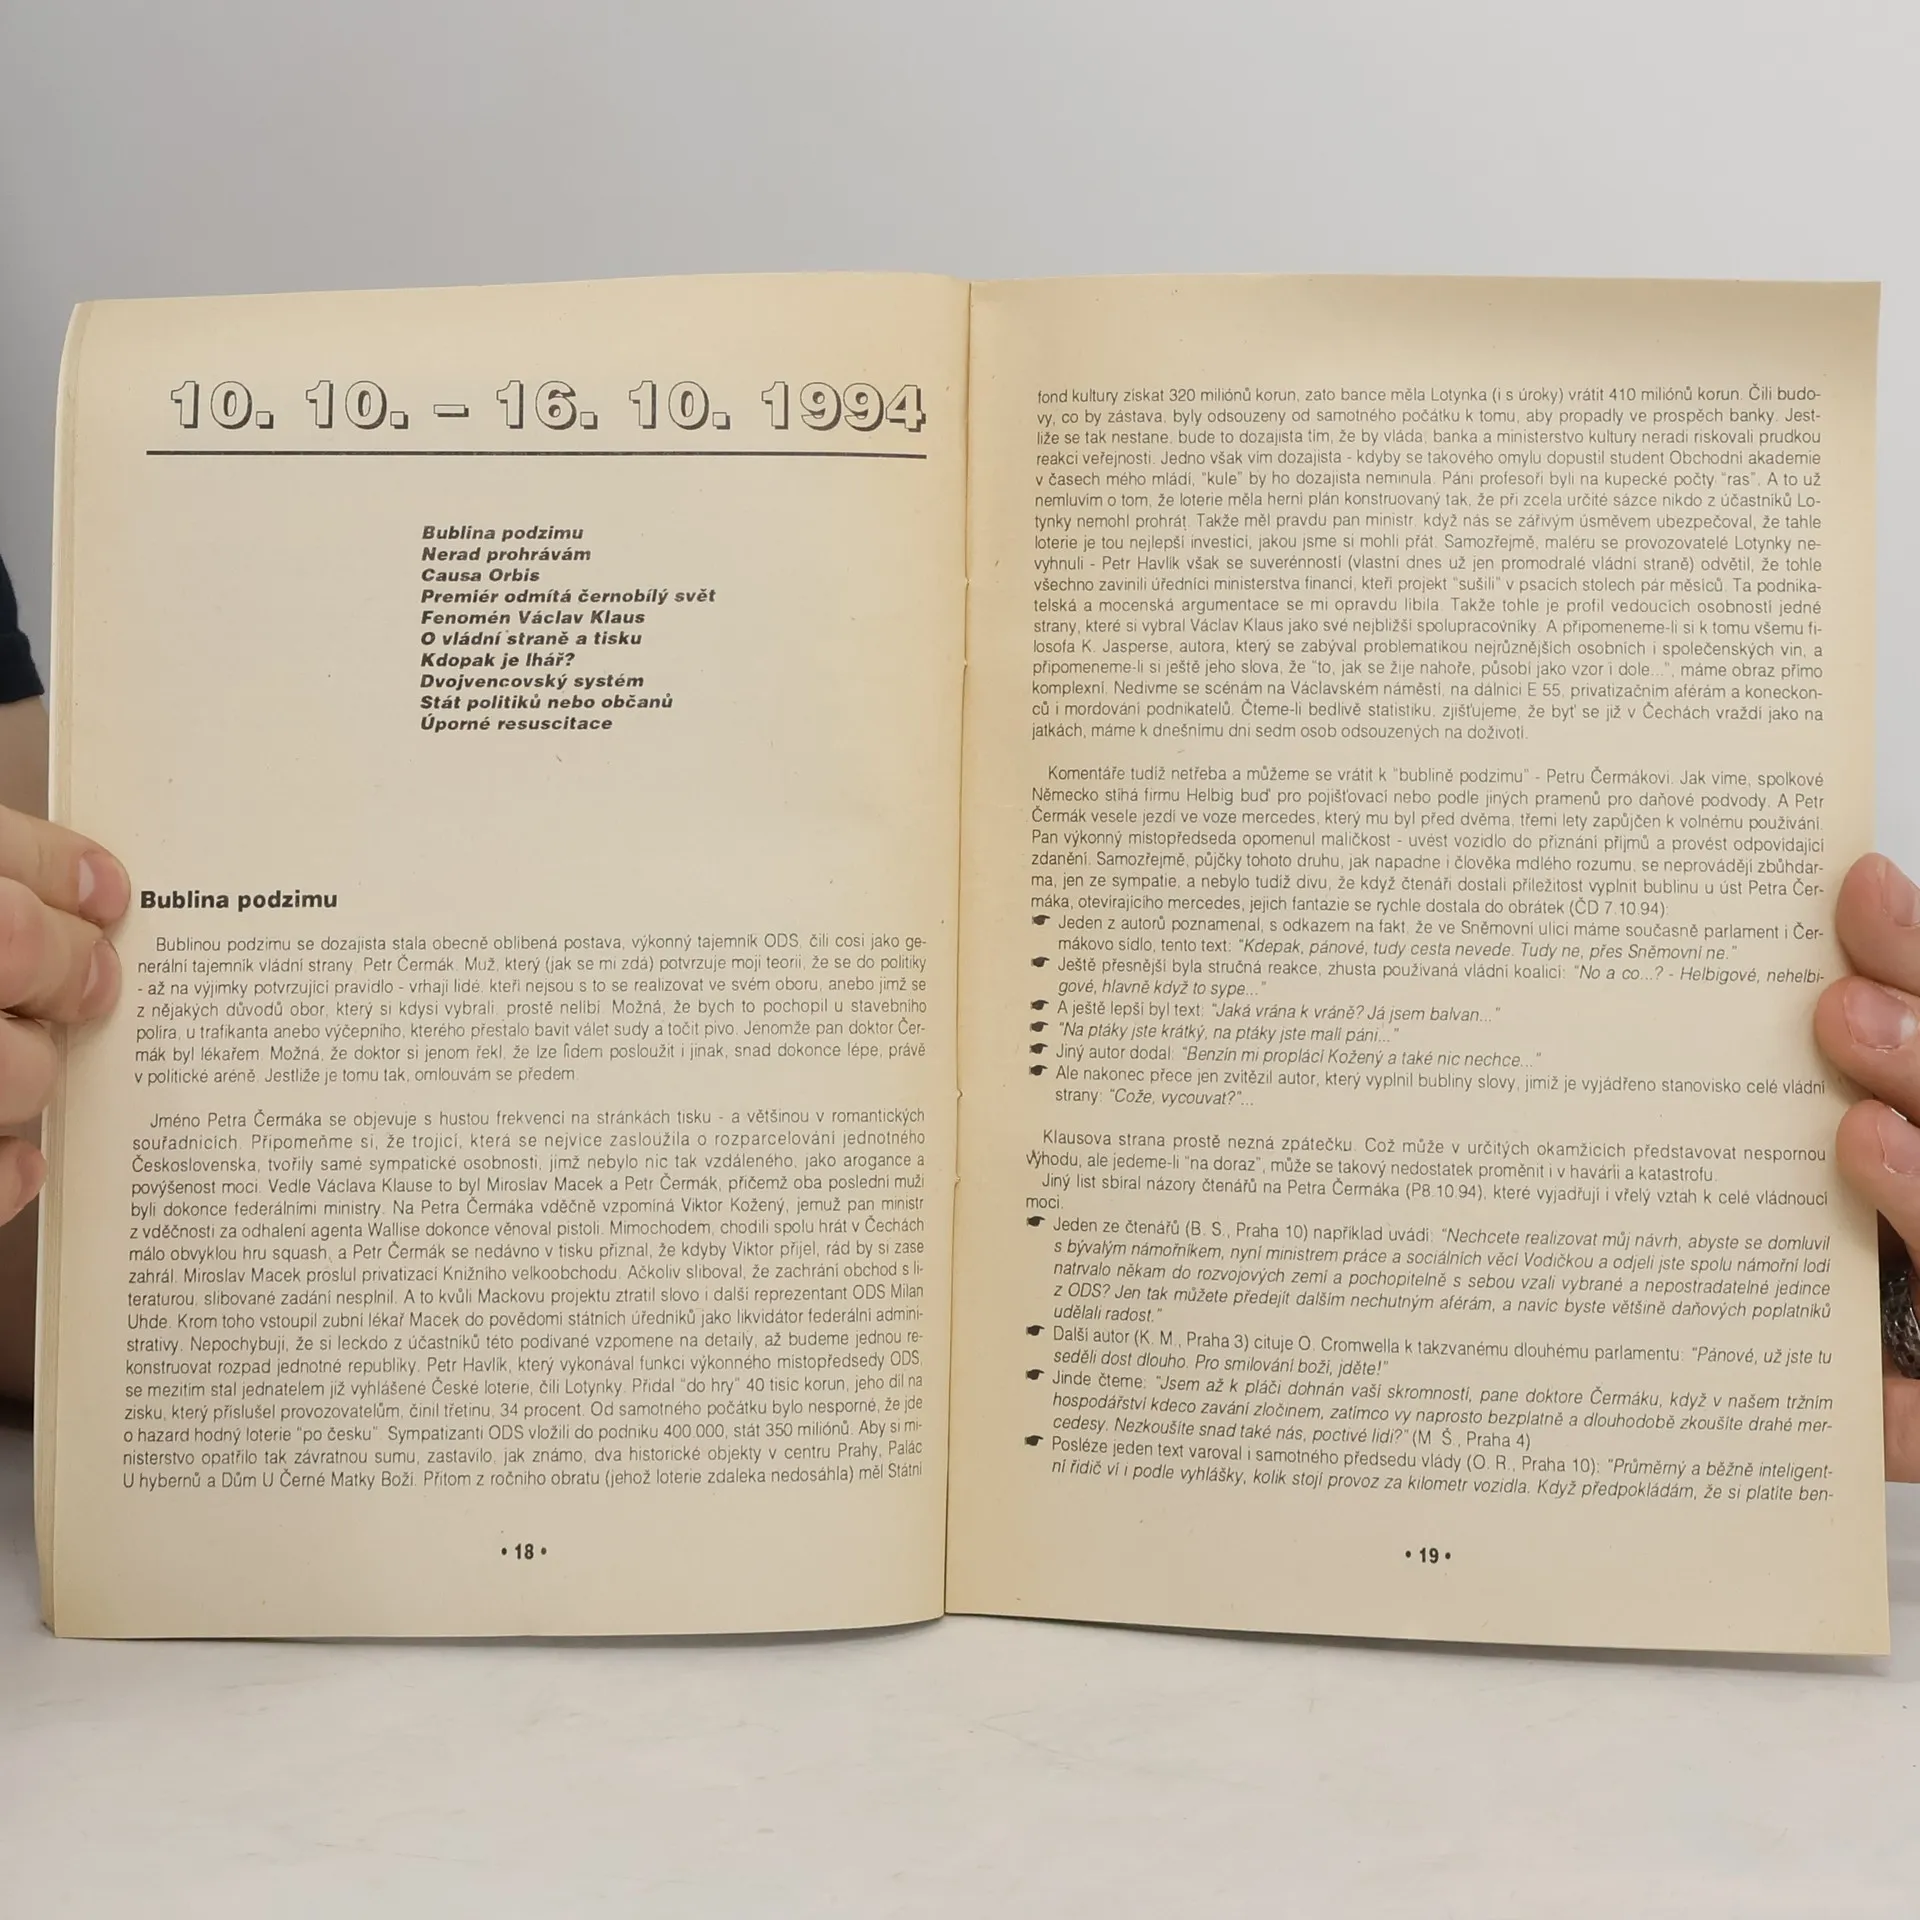 10. 10. – 16. 10. 1994
Bublina podzimu
Nerad prohrávám
Causa Orbis
Premiér odmítá černobílý svět
Fenomén Václav Klaus
O vládní straně a tisku
Kdopak je lhář?
Dvojvencovský systém
Stát politiků nebo občanů
Úporné resuscitace
Bublina podzimu
Bublinou podzimu se dozajista stala obecně oblíbená postava, výkonný tajemník ODS, čili cosi jako ge-
nerální tajemník vládní strany Petr Čermák. Muž, který (jak se mi zdá) potvrzuje moji teorii, že se do politiky
- až na výjimky potvrzující pravidlo - vrhají lidé, kteří nejsou s to se realizovat ve svém oboru, anebo jimž se
z nějakých důvodů obor, který si kdysi vybrali, prostě nelíbí. Možná, že bych to pochopil u stavebního
políra, u trafikanta anebo výčepního, kterého přestalo bavit válet sudy a točit pivo. Jenomže pan doktor Čer-
mák byl lékařem. Možná, že doktor si jenom řekl, že lze lidem posloužit i jinak, snad dokonce lépe, právě
v politické aréně. Jestliže je tomu tak, omlouvám se předem.
Jméno Petra Čermáka se objevuje s hustou frekvencí na stránkách tisku - a většinou v romantických
souřadnicích. Připomeňme si, že trojici, která se nejvíce zasloužila o rozparcelování jednotného
Československa, tvořily samé sympatické osobnosti, jimž nebylo nic tak vzdáleného, jako arogance a
povýšenost moci. Vedle Václava Klause to byl Miroslav Macek a Petr Čermák, přičemž oba poslední muži
byli dokonce federálními ministry. Na Petra Čermáka vděčně vzpomíná Viktor Kožený, jemuž pan ministr
z vděčnosti za odhalení agenta Wallise dokonce věnoval pistoli. Mimochodem, chodili spolu hrát v Čechách
málo obvyklou hru squash, a Petr Čermák se nedávno v tisku přiznal, že kdyby Viktor přijel, rád by si zase
zahrál. Miroslav Macek proslul privatizací Knižního velkoobchodu. Ačkoliv sliboval, že zachrání obchod s li-
teraturou, slibované zadání nesplnil. A to kvůli Mackovu projektu ztratil slovo i další reprezentant ODS Milan
Uhde. Krom toho vstoupil zubní lékař Macek do povědomí státních úředníků jako likvidátor federální admini-
strativy. Nepochybuji, že si leckdo z účastníků této podívané vzpomene na detaily, až budeme jednou re-
konstruovat rozpad jednotné republiky. Petr Havlík, který vykonával funkci výkonného místopředsedy ODS,
se mezitím stal jednatelem již vyhlášené České loterie, čili Lotynky. Přidal "do hry" 40 tisíc korun, jeho díl na
zisku, který příslušel provozovatelům, činil třetinu, 34 procent. Od samotného počátku bylo nesporné, že jde
o hazard hodný loterie "po česku". Sympatizanti ODS vložili do podniku 400.000, stát 350 miliónů. Aby si mi-
nisterstvo opatřilo tak závratnou sumu, zastavilo, jak známo, dva historické objekty v centru Prahy, Palác
U hybernů a Dům U Černé Matky Boží. Přitom z ročního obratu (jehož loterie zdaleka nedosáhla) měl Státní
• 18 •
fond kultury získat 320 miliónů korun, zato bance měla Lotynka (i s úroky) vrátit 410 miliónů korun. Čili budo-
vy, co by zástava, byly odsouzeny od samotného počátku k tomu, aby propadly ve prospěch banky. Jest-
liže se tak nestane, bude to dozajista tím, že by vláda, banka a ministerstvo kultury neradi riskovali prudkou
reakci veřejnosti. Jedno však vím dozajista - kdyby se takového omylu dopustil student Obchodní akademie
v časech mého mládí, "kule" by ho dozajista neminula. Páni profesoři byli na kupecké počty "ras". A to už
nemluvím o tom, že loterie měla herní plán konstruovaný tak, že při zcela určité sázce nikdo z účastníků Lo-
tynky nemohl prohrát. Takže měl pravdu pan ministr, když nás se zářivým úsměvem ubezpečoval, že tahle
loterie je tou nejlepší investicí, jakou jsme si mohli přát. Samozřejmě, maléru se provozovatelé Lotynky ne-
vyhnuli - Petr Havlík však se suverénností (vlastní dnes už jen promodralé vládní straně) odvětil, že tohle
všechno zavinili úředníci ministerstva financí, kteří projekt "sušili" v psacích stolech pár měsíců. Ta podnika-
telská a mocenská argumentace se mi opravdu líbila. Takže tohle je profil vedoucích osobností jedné
strany, které si vybral Václav Klaus jako své nejbližší spolupracovníky. A připomeneme-li si k tomu všemu fi-
losofa K. Jasperse, autora, který se zabýval problematikou nejrůznějších osobních i společenských vin, a
připomeneme-li si ještě jeho slova, že "to, jak se žije nahoře, působí jako vzor i dole...", máme obraz přímo
komplexní. Nedivme se scénám na Václavském náměstí, na dálnici E 55, privatizačním aférám a koneckon-
ců i mordování podnikatelů. Čteme-li bedlivě statistiku, zjišťujeme, že byť se již v Čechách vraždí jako na
jatkách, máme k dnešnímu dni sedm osob odsouzených na doživotí.
Komentáře tudíž netřeba a můžeme se vrátit k "bublině podzimu" - Petru Čermákovi. Jak víme, spolkové
Německo stíhá firmu Helbig buď pro pojišťovací nebo podle jiných pramenů pro daňové podvody. A Petr
Čermák vesele jezdí ve voze mercedes, který mu byl před dvěma, třemi lety zapůjčen k volnému používání.
Pan výkonný místopředseda opomenul maličkost - uvést vozidlo do přiznání příjmů a provést odpovídající
zdanění. Samozřejmě, půjčky tohoto druhu, jak napadne i člověka mdlého rozumu, se neprovádějí zbůhdar-
ma, jen ze sympatie, a nebylo tudíž divu, že když čtenáři dostali příležitost vyplnit bublinu u úst Petra Čer-
máka, otevírajícího mercedes, jejich fantazie se rychle dostala do obrátek (ČD 7.10.94):
☛ Jeden z autorů poznamenal, s odkazem na fakt, že ve Sněmovní ulici máme současně parlament i Čer-
mákovo sídlo, tento text: "Kdepak, pánové, tudy cesta nevede. Tudy ne, přes Sněmovní ne."
☛ Ještě přesnější byla stručná reakce, zhusta používaná vládní koalicí: "No a co...? - Helbigové, nehelbi-
gové, hlavně když to sype..."
☛ A ještě lepší byl text: "Jaká vrána k vráně? Já jsem balvan..."
☛ "Na ptáky jste krátký, na ptáky jste malí páni..."
☛ Jiný autor dodal: "Benzín mi proplácí Kožený a také nic nechce..."
☛ Ale nakonec přece jen zvítězil autor, který vyplnil bubliny slovy, jimiž je vyjádřeno stanovisko celé vládní
strany: "Cože, vycouvat?"...
Klausova strana prostě nezná zpátečku. Což může v určitých okamžicích představovat nespornou
výhodu, ale jedeme-li "na doraz", může se takový nedostatek proměnit i v havárii a katastrofu.
Jiný list sbíral názory čtenářů na Petra Čermáka (P8.10.94), které vyjadřují i vřelý vztah k celé vládnoucí
moci.
☛ Jeden ze čtenářů (B. S., Praha 10) například uvádí: "Nechcete realizovat můj návrh, abyste se domluvil
s bývalým námořníkem, nyní ministrem práce a sociálních věcí Vodičkou a odjeli jste spolu námořní lodí
natrvalo někam do rozvojových zemí a pochopitelně s sebou vzali vybrané a nepostradatelné jedince
z ODS? Jen tak můžete předejít dalším nechutným aférám, a navíc byste většině daňových poplatníků
udělali radost."
☛ Další autor (K. M., Praha 3) cituje O. Cromwella k takzvanému dlouhému parlamentu: "Pánové, už jste tu
seděli dost dlouho. Pro smilování boží, jděte!"
☛ Jinde čteme: "Jsem až k pláči dohnán vaší skromností, pane doktore Čermáku, když v našem tržním
hospodářství kdeco zavání zločinem, zatímco vy naprosto bezplatně a dlouhodobě zkoušíte drahé mer-
cedesy. Nezkoušíte snad také nás, poctivé lidi?" (M. Š., Praha 4)
☛ Posléze jeden text varoval i samotného předsedu vlády (O. R., Praha 10): "Průměrný a běžně inteligent-
ní řidič ví i podle vyhlášky, kolik stojí provoz za kilometr vozidla. Když předpokládám, že si platíte ben-
• 19 •